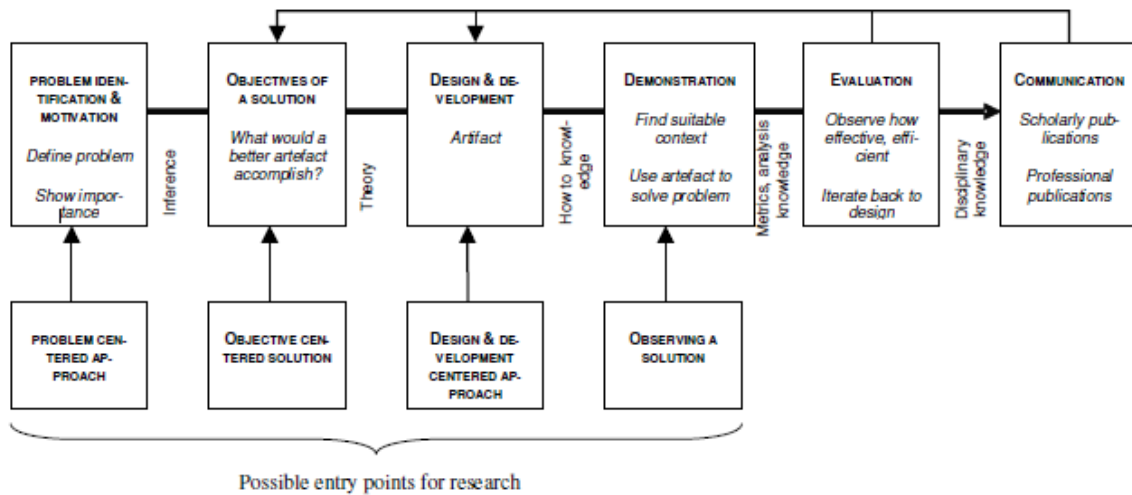 PROBLEM IDEN-
TIFICATION &
MOTIVATION
Define problem
Show impor-
tance
Inference
OBJECTIVES OF
A SOLUTION
What would a
better artefact
accomplish?
Theory
DESIGN & DE-
VELOPMENT
Artifact
How to knowl-
edge
DEMONSTRATION
Find suitable
context
Use artefact to
solve problem
Metrics, analysis
knowledge
EVALUATION
Observe how
effective, effi-
cient
Iterate back to
design
Disciplinary
knowledge
COMMUNICATION
Scholarly pub-
lications
Professional
publications
PROBLEM CEN-
TERED AP-
PROACH
OBJECTIVE CEN-
TERED SOLUTION
DESIGN & DE-
VELOPMENT
CENTERED AP-
PROACH
OBSERVING A
SOLUTION
Possible entry points for research